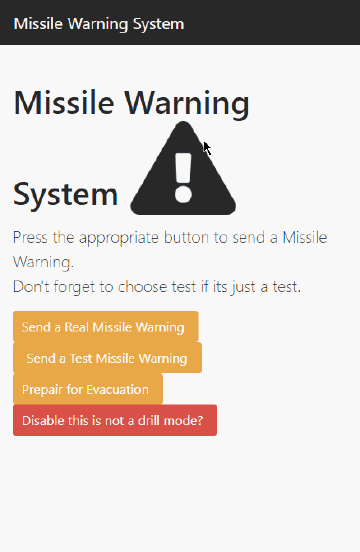 Missile Warning System
Missile Warning
System
Press the appropriate button to send a Missile
Warning.
Don't forget to choose test if its just a test.
Send a Real Missile Warning
Send a Test Missile Warning
Prepair for Evacuation
Disable this is not a drill mode?